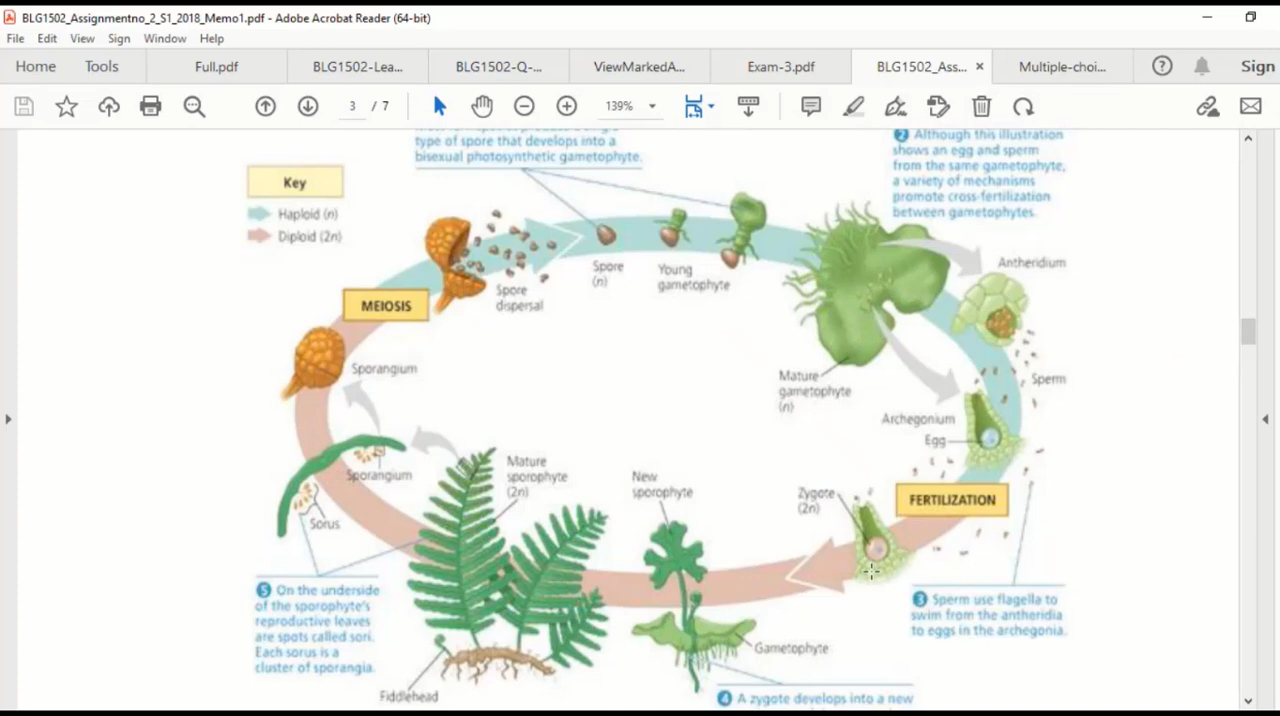 BLG1502_Assignmentno_2_S1_2018_Memo1.pdf - Adobe Acrobat Reader (64-bit)
File Edit View Sign Window Help
Home Tools Full.pdf BLG1502-Lea... BLG1502-Q-... ViewMarkedA... Exam-3.pdf BLG1502_Ass... × Multiple-choi... Sign
3 / 7 139%
type of spore that develops into a
bisexual photosynthetic gametophyte.
2 Although this illustration
shows an egg and sperm
from the same gametophyte,
a variety of mechanisms
promote cross-fertilization
between gametophytes.
Key
Haploid (n)
Diploid (2n)
MEIOSIS
Spore
dispersal
Spore
(n)
Young
gametophyte
Antheridium
Mature
gametophyte
(n)
Sperm
Archegonium
Egg
Sporangium
Sporangium
Sorus
Mature
sporophyte
(2n)
New
sporophyte
Zygote
(2n)
FERTILIZATION
5 On the underside
of the sporophyte's
reproductive leaves
are spots called sori.
Each sorus is a
cluster of sporangia.
3 Sperm use flagella to
swim from the antheridia
to eggs in the archegonia.
Gametophyte
Fiddlehead
4 A zygote develops into a new